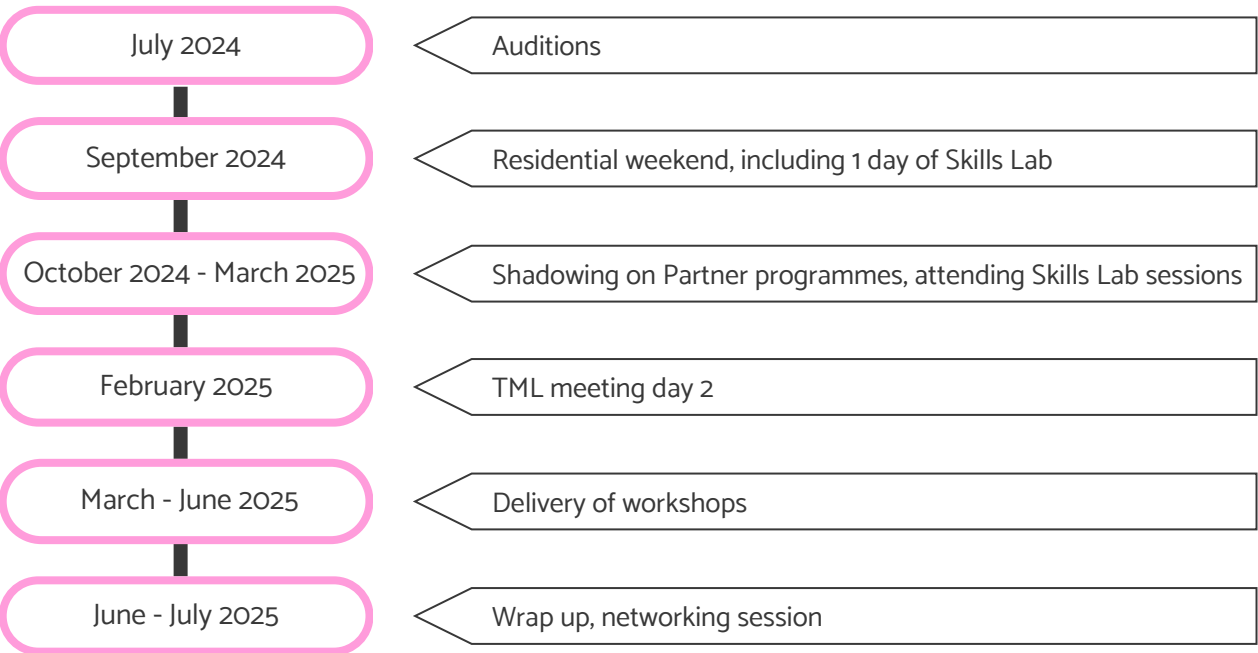 July 2024
Auditions
September 2024
Residential weekend, including 1 day of Skills Lab
October 2024 - March 2025
Shadowing on Partner programmes, attending Skills Lab sessions
February 2025
TML meeting day 2
March - June 2025
Delivery of workshops
June - July 2025
Wrap up, networking session